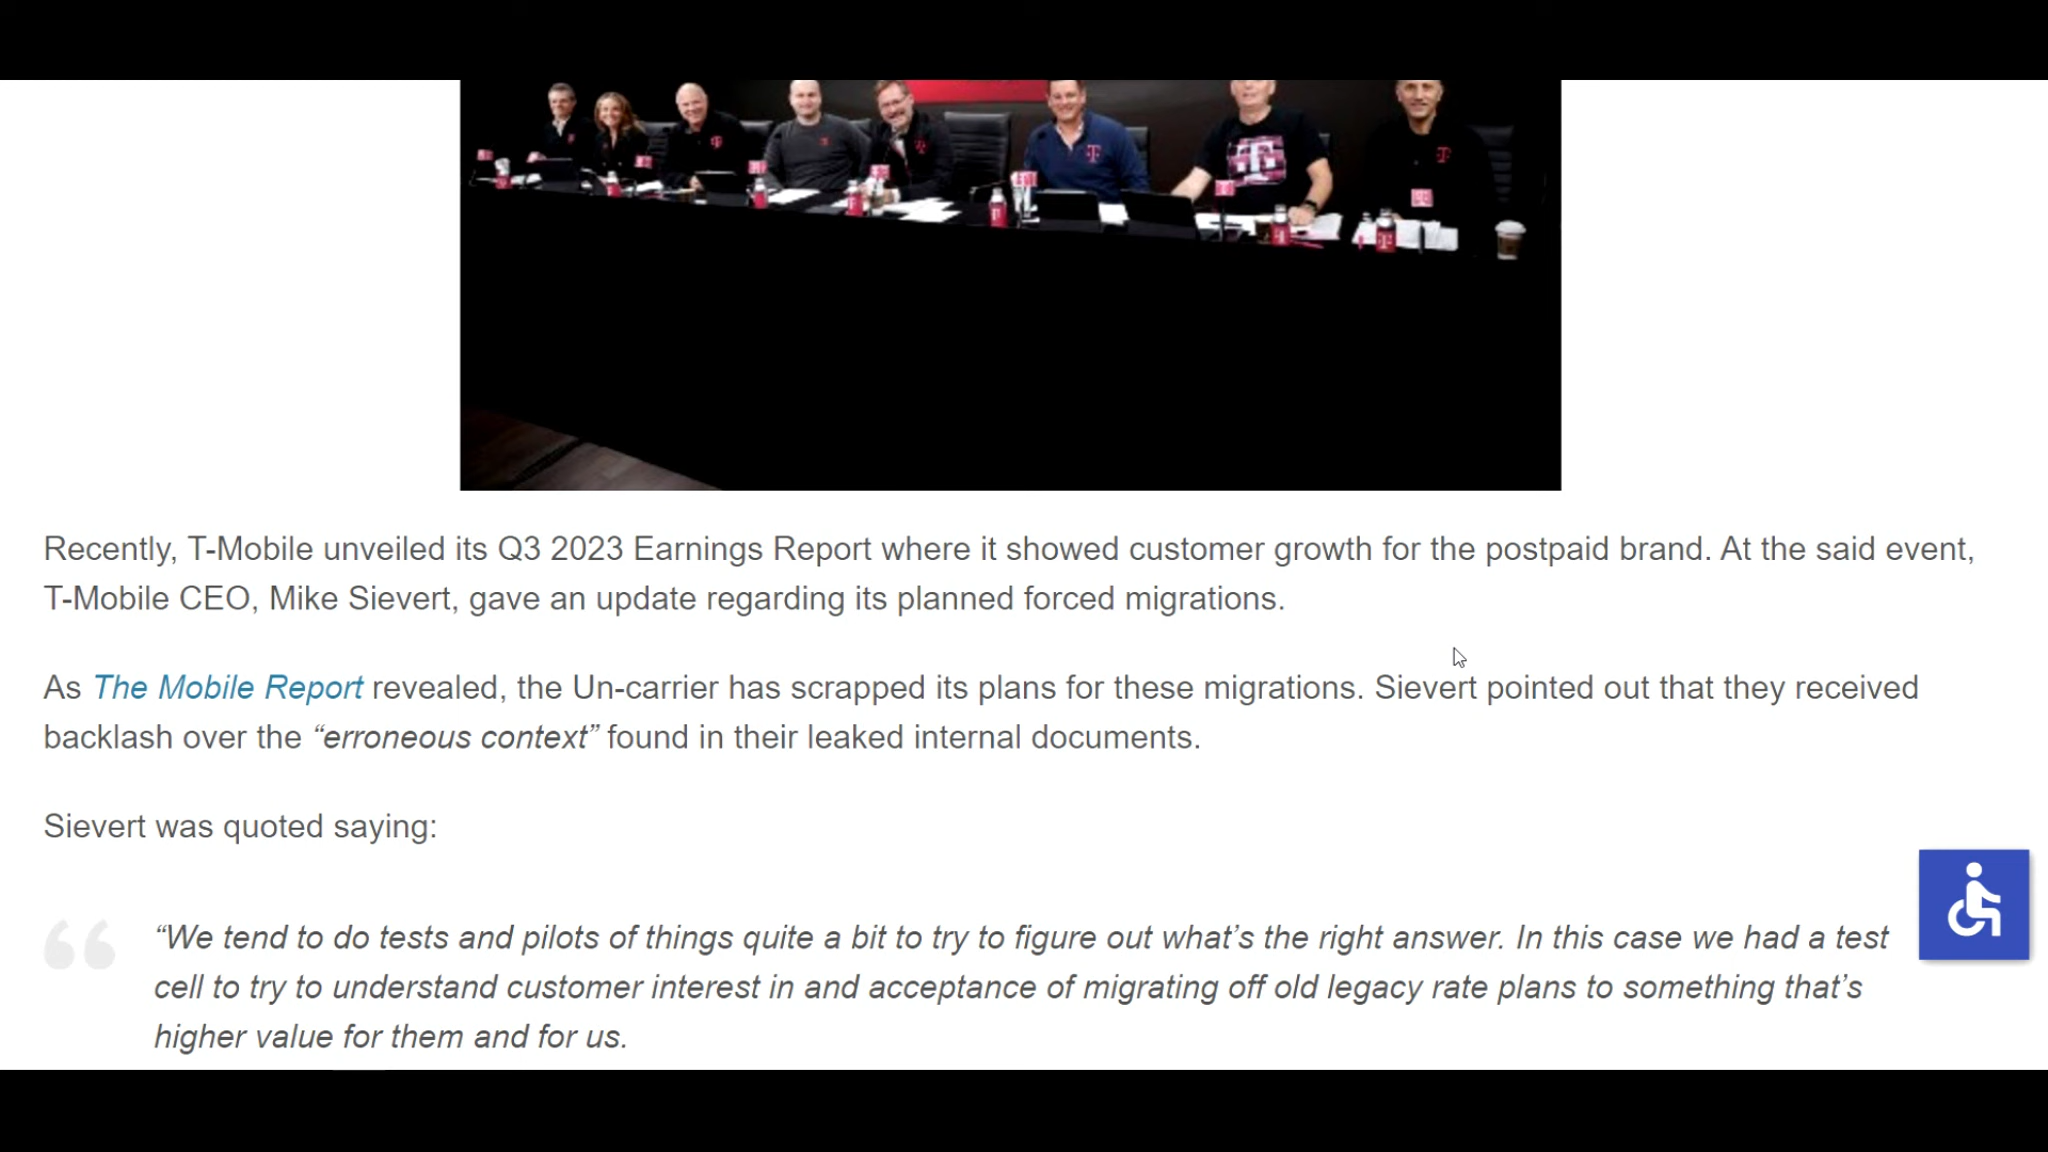 Recently, T-Mobile unveiled its Q3 2023 Earnings Report where it showed customer growth for the postpaid brand. At the said event,
T-Mobile CEO, Mike Sievert, gave an update regarding its planned forced migrations.
As The Mobile Report revealed, the Un-carrier has scrapped its plans for these migrations. Sievert pointed out that they received
backlash over the “erroneous context” found in their leaked internal documents.
Sievert was quoted saying:
“We tend to do tests and pilots of things quite a bit to try to figure out what’s the right answer. In this case we had a test
cell to try to understand customer interest in and acceptance of migrating off old legacy rate plans to something that’s
higher value for them and for us.